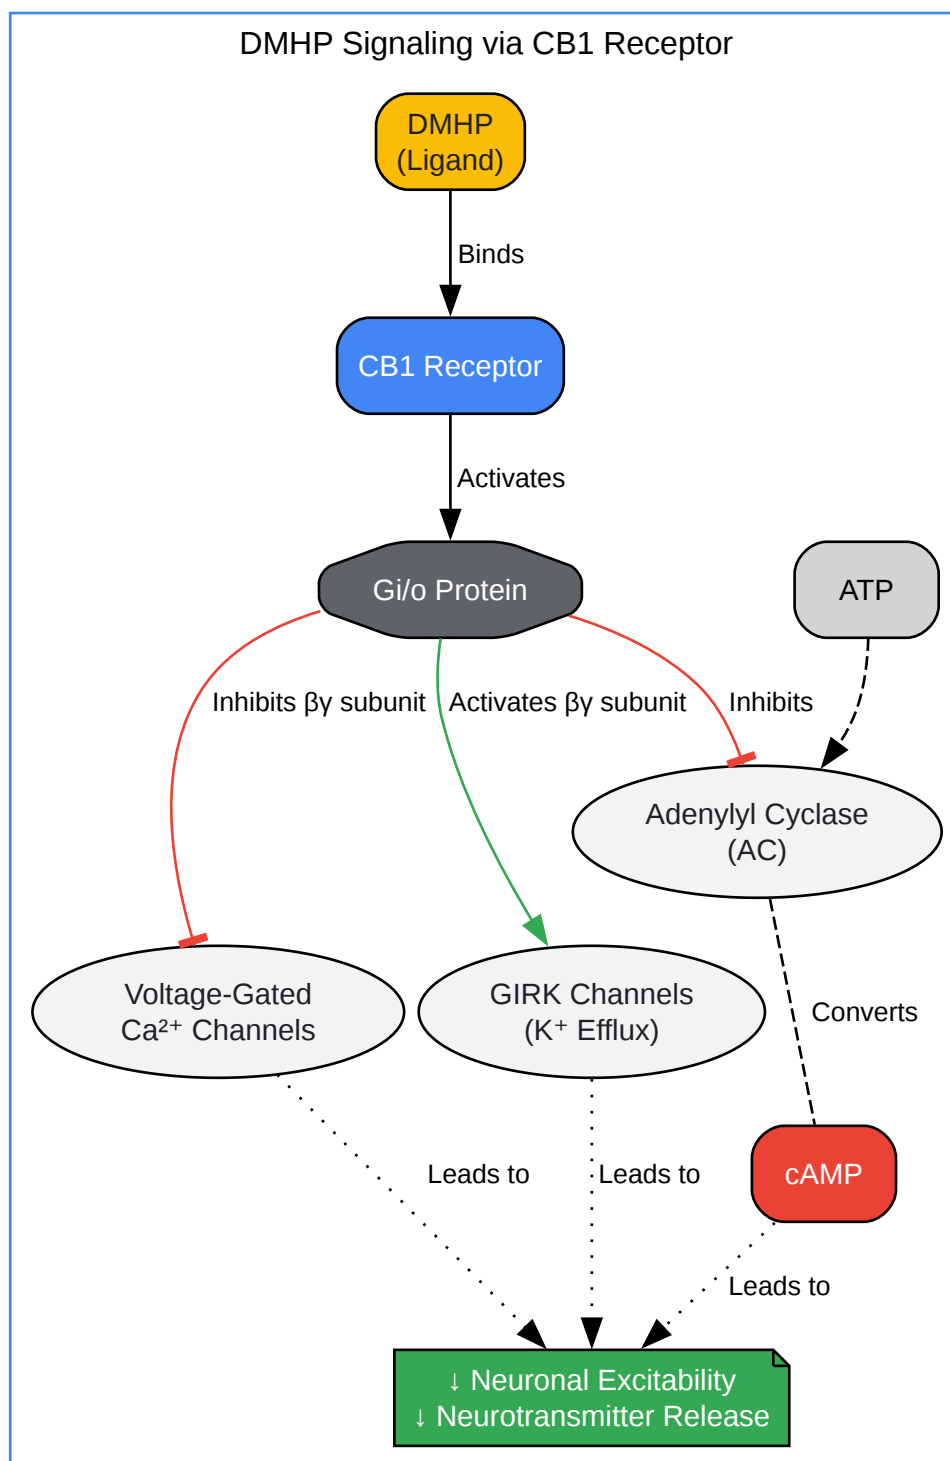 DMHP Signaling via CB1 Receptor
DMHP
(Ligand)
Binds
CB1 Receptor
Activates
Gi/o Protein
ATP
Inhibits βγ subunit
Activates βγ subunit
Inhibits
Adenylyl Cyclase
(AC)
Voltage-Gated
Ca²⁺ Channels
GIRK Channels
(K⁺ Efflux)
Converts
Leads to
Leads to
cAMP
Leads to
↓ Neuronal Excitability
↓ Neurotransmitter Release